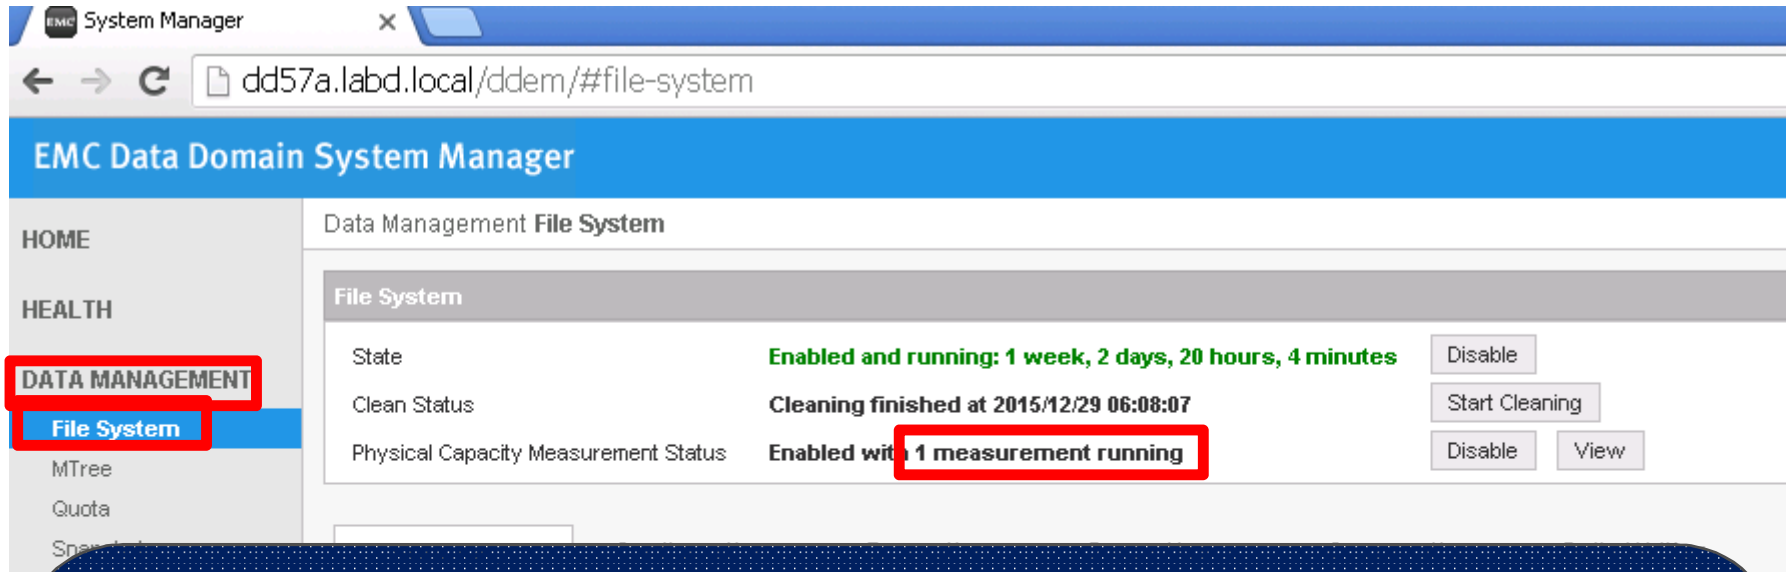 EMC System Manager
dd57a.labd.local/ddem/#file-system
EMC Data Domain System Manager
HOME
HEALTH
DATA MANAGEMENT
File System
MTree
Quota
Data Management File System
File System
State Enabled and running: 1 week, 2 days, 20 hours, 4 minutes Disable
Clean Status Cleaning finished at 2015/12/29 06:08:07 Start Cleaning
Physical Capacity Measurement Status Enabled with 1 measurement running Disable View